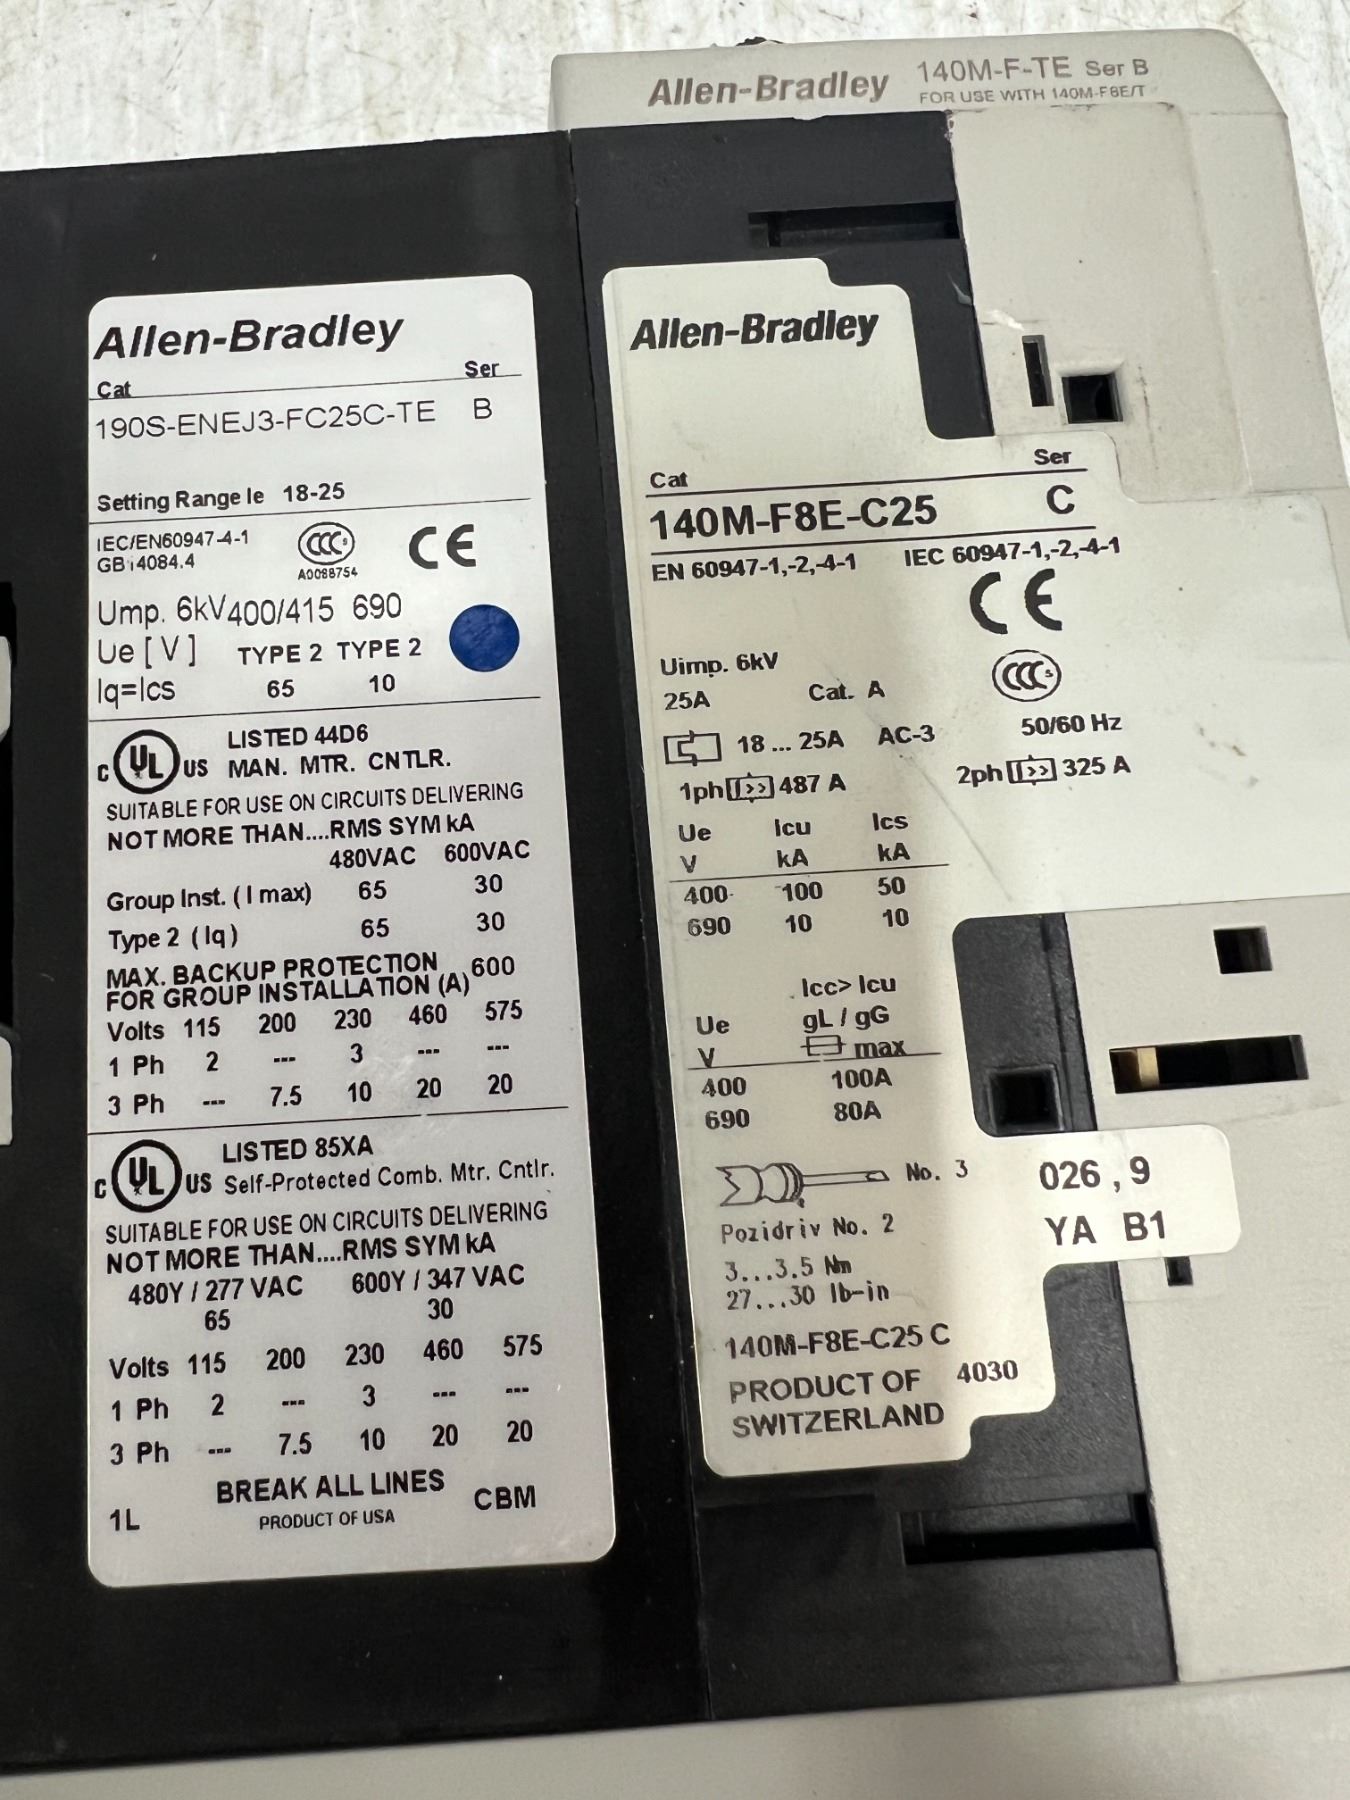 Allen-Bradley 140M-F-TE Ser B
FOR USE WITH 140M-F8E/T
Allen-Bradley
Cat Ser
190S-ENEJ3-FC25C-TE B
Setting Range Ie 18-25
IEC/EN60947-4-1
GB14084.4
CCC
A0088754
CE
Ump. 6kV 400/415 690
Ue [ V ] TYPE 2 TYPE 2
Iq=Ics 65 10
C UL US LISTED 44D6
MAN. MTR. CNTLR.
SUITABLE FOR USE ON CIRCUITS DELIVERING
NOT MORE THAN....RMS SYM kA
480VAC 600VAC
Group Inst. ( I max) 65 30
Type 2 ( Iq ) 65 30
MAX. BACKUP PROTECTION
FOR GROUP INSTALLATION (A) 600
Volts 115 200 230 460 575
1 Ph 2 --- 3 --- ---
3 Ph --- 7.5 10 20 20
C UL US LISTED 85XA
Self-Protected Comb. Mtr. Cntlr.
SUITABLE FOR USE ON CIRCUITS DELIVERING
NOT MORE THAN....RMS SYM kA
480Y / 277 VAC 600Y / 347 VAC
65 30
Volts 115 200 230 460 575
1 Ph 2 --- 3 --- ---
3 Ph --- 7.5 10 20 20
BREAK ALL LINES
1L PRODUCT OF USA CBM
Allen-Bradley
Cat Ser
140M-F8E-C25 C
EN 60947-1,-2,-4-1 IEC 60947-1,-2,-4-1
CE
Uimp. 6kV
CCCs
25A Cat. A
18 ... 25A AC-3 50/60 Hz
1ph I>> 487 A 2ph I>> 325 A
Ue Icu Ics
V kA kA
400 100 50
690 10 10
Icc> Icu
Ue gL / gG
V max
400 100A
690 80A
No. 3
Pozidriv No. 2
3...3.5 Nm
27...30 lb-in
026 , 9
YA B1
140M-F8E-C25 C
PRODUCT OF 4030
SWITZERLAND